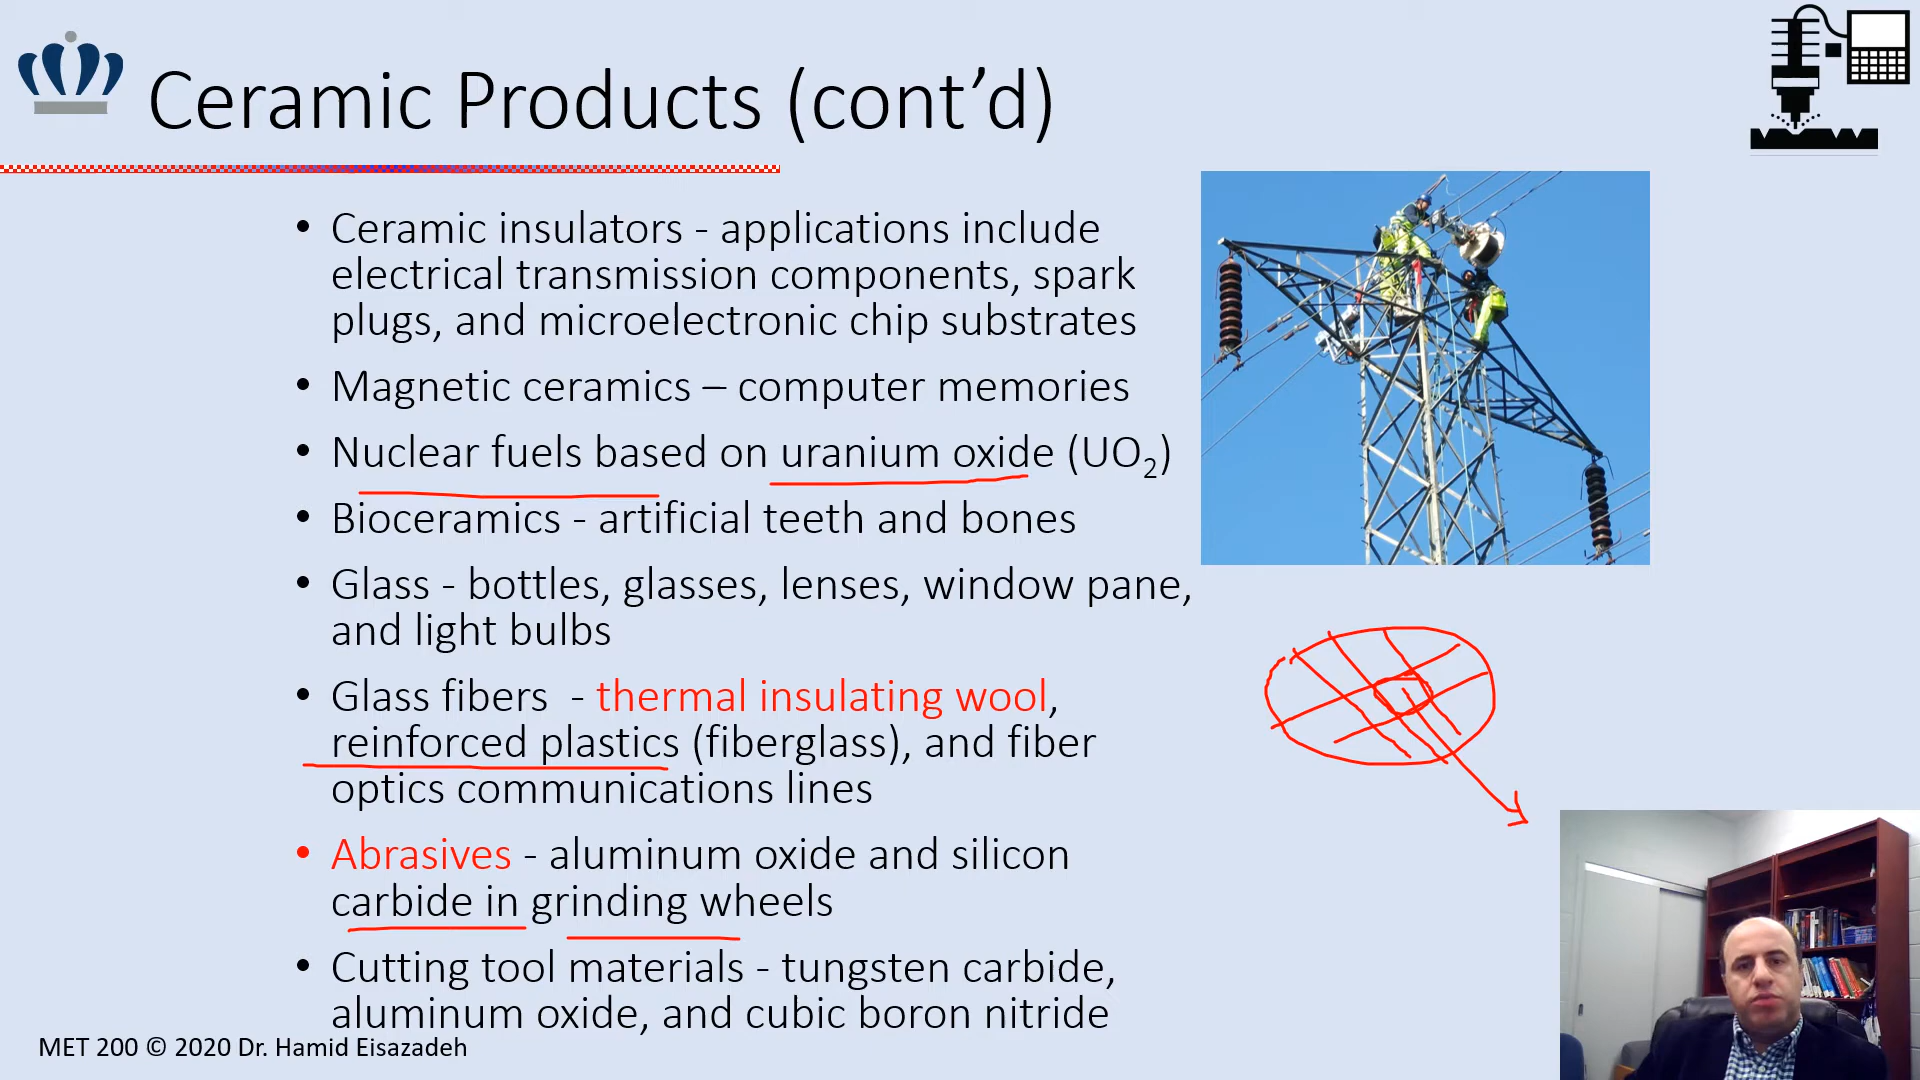 Ceramic Products (cont’d)
• Ceramic insulators - applications include
electrical transmission components, spark
plugs, and microelectronic chip substrates
• Magnetic ceramics – computer memories
• Nuclear fuels based on uranium oxide (UO₂)
• Bioceramics - artificial teeth and bones
• Glass - bottles, glasses, lenses, window pane,
and light bulbs
• Glass fibers - thermal insulating wool,
reinforced plastics (fiberglass), and fiber
optics communications lines
• Abrasives - aluminum oxide and silicon
carbide in grinding wheels
• Cutting tool materials - tungsten carbide,
aluminum oxide, and cubic boron nitride
MET 200 © 2020 Dr. Hamid Eisazadeh